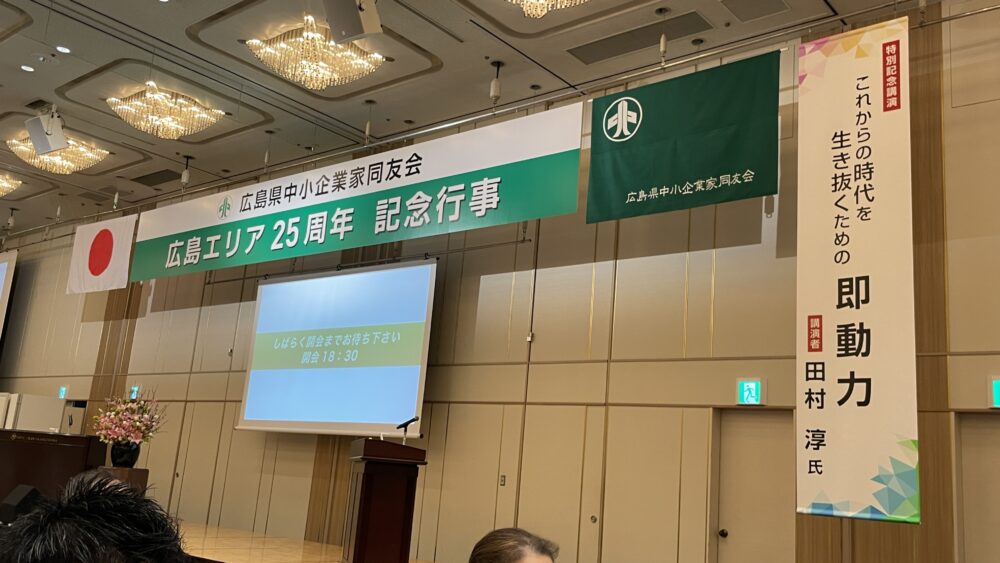 広島県中小企業家同友会
広島エリア25周年 記念行事
広島県中小企業家同友会
しばらく開会までお待ち下さい
開会18：30
特別記念講演
これからの時代を
生き抜くための
即動力
講演者
田村 淳 氏